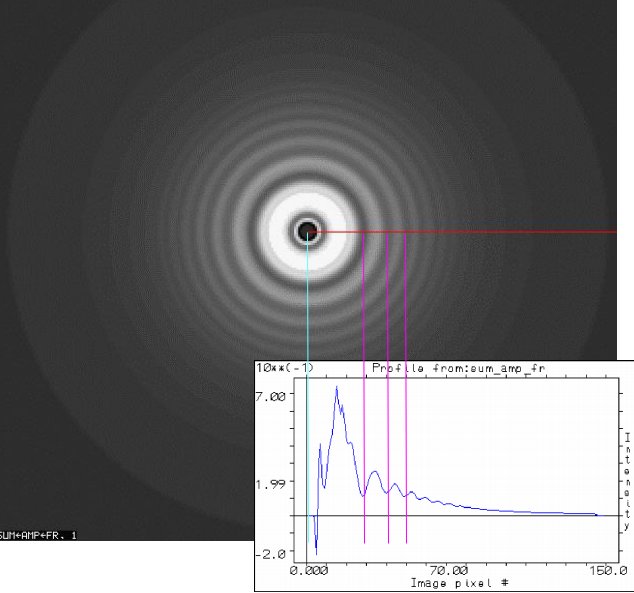 10**(-1) Profile from:sum_amp_fr
7.00
1.99
-2.0
Intensity
0.000 70.00 150.0
Image pixel #
SUM←AMP←FR. 1